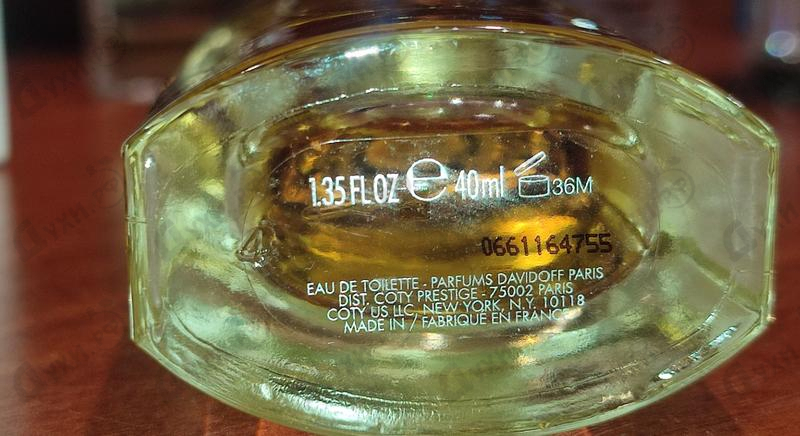 1.35 FL OZ e 40ml 36M
0661164755
EAU DE TOILETTE - PARFUMS DAVIDOFF PARIS
DIST. COTY PRESTIGE - 75002 PARIS
COTY US LLC, NEW YORK, N.Y. 10118
MADE IN / FABRIQUE EN FRANCE